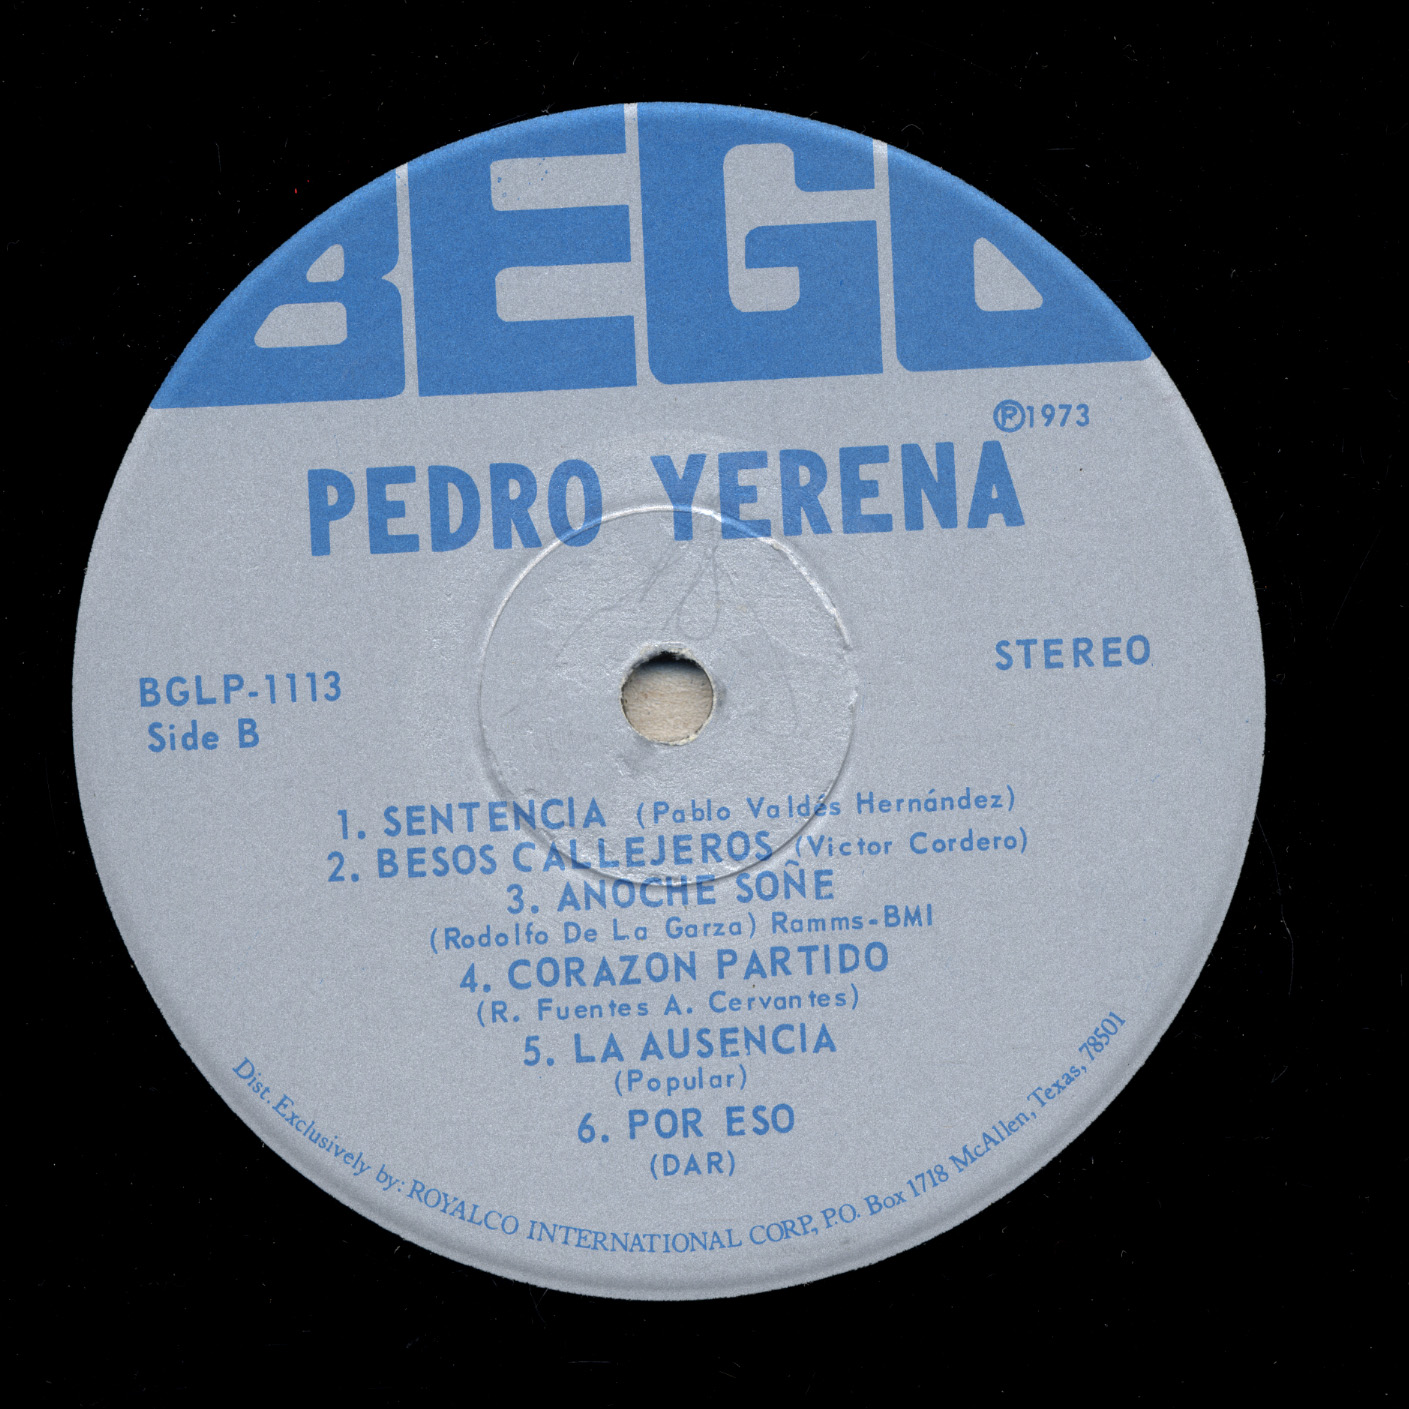 BEGO
Ⓟ1973
PEDRO YERENA
STEREO
BGLP-1113
Side B
1. SENTENCIA (Pablo Valdés Hernández)
2. BESOS CALLEJEROS (Victor Cordero)
3. ANOCHE SOÑE
(Rodolfo De La Garza) Ramms-BMI
4. CORAZON PARTIDO
(R. Fuentes A. Cervantes)
5. LA AUSENCIA
(Popular)
6. POR ESO
(DAR)
Dist. Exclusively by: ROYALCO INTERNATIONAL CORP., P.O. Box 1718 McAllen, Texas, 78501